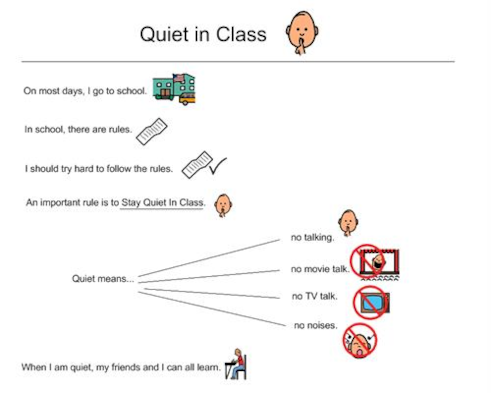 Quiet in Class
On most days, I go to school.
In school, there are rules.
I should try hard to follow the rules.
An important rule is to Stay Quiet In Class.
Quiet means...
no talking.
no movie talk.
no TV talk.
no noises.
When I am quiet, my friends and I can all learn.